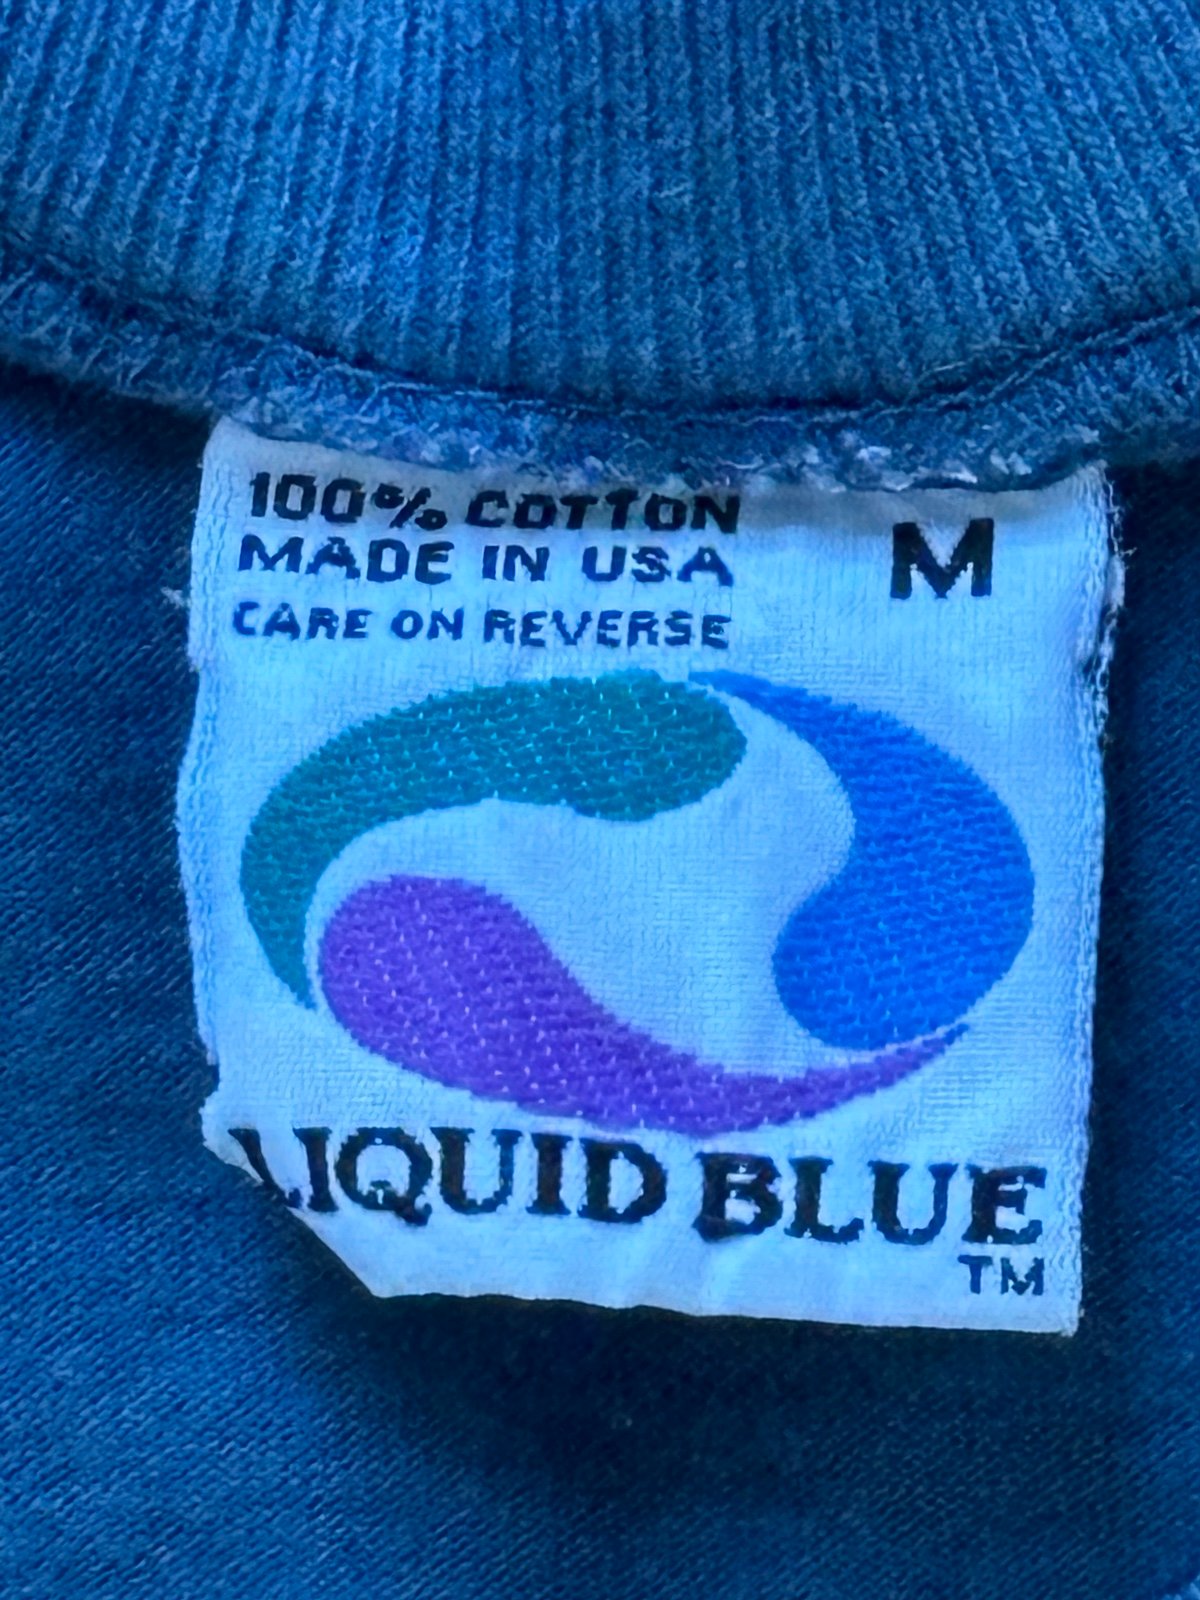 100% COTTON
MADE IN USA
CARE ON REVERSE
M
LIQUID BLUE
TM